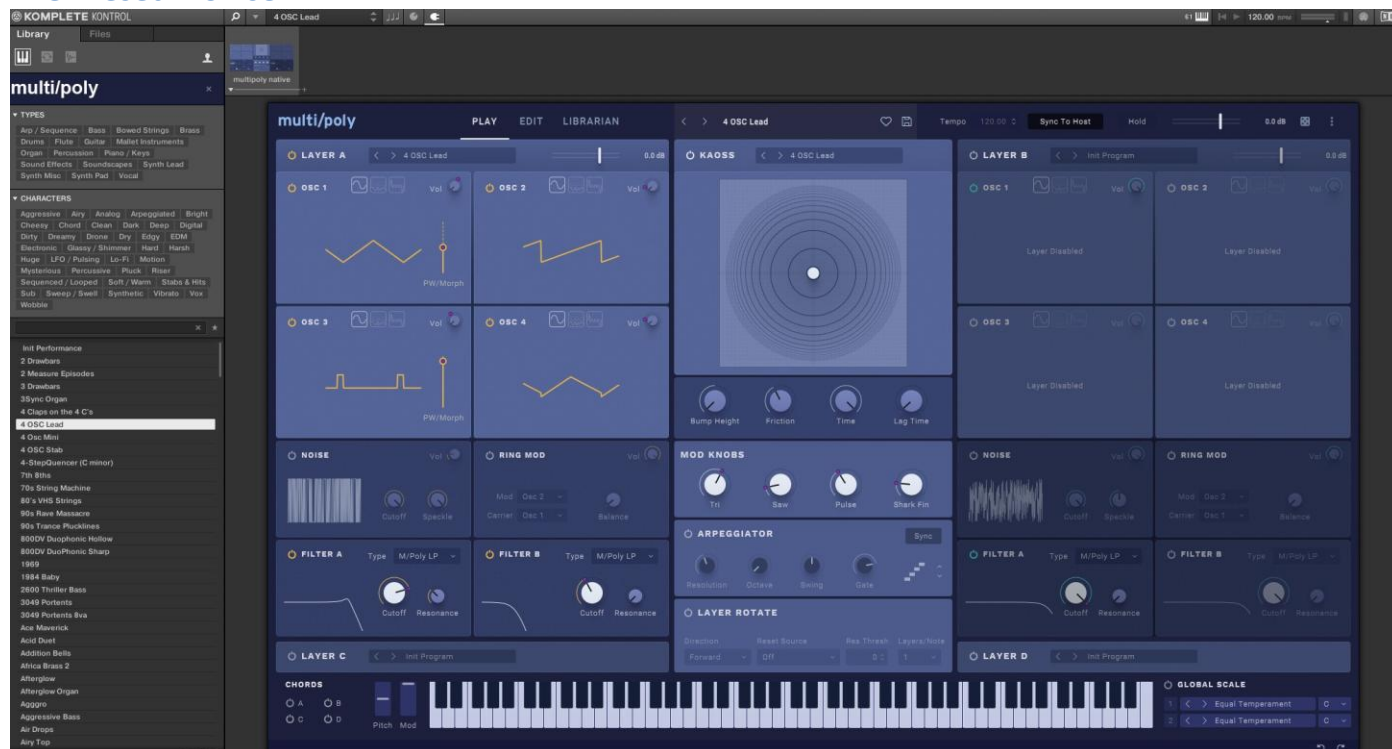 KOMPLETE KONTROL
4 OSC Lead
120.00 BPM
Library Files
multi/poly
multipoly native
TYPES
Arp / Sequence Bass Bowed Strings Brass
Drums Flute Guitar Mallet Instruments
Organ Percussion Piano / Keys
Sound Effects Soundscapes Synth Lead
Synth Misc Synth Pad Vocal
CHARACTERS
Aggressive Airy Analog Arpeggiated Bright
Cheesy Chord Clean Dark Deep Digital
Dirty Dreamy Drone Dry Edgy EDM
Electronic Glassy / Shimmer Hard Harsh
Huge LFO / Pulsing Lo-Fi Motion
Mysterious Percussive Pluck Riser
Sequenced / Looped Soft / Warm Stabs & Hits
Sub Sweep / Swell Synthetic Vibrato Vox
Wobble
Init Performance
2 Drawbars
2 Measure Episodes
3 Drawbars
3Sync Organ
4 Claps on the 4 C's
4 OSC Lead
4 Osc Mini
4 OSC Stab
4-StepQuencer (C minor)
7th 8ths
70s String Machine
80's VHS Strings
90s Rave Massacre
90s Trance Plucklines
800DV Duophonic Hollow
800DV DuoPhonic Sharp
1969
1984 Baby
2600 Thriller Bass
3049 Portents
3049 Portents 8va
Ace Maverick
Acid Duet
Addition Bells
Africa Brass 2
Afterglow
Afterglow Organ
Agggro
Aggressive Bass
Air Drops
Airy Top
multi/poly PLAY EDIT LIBRARIAN < > 4 OSC Lead Tempo 120.00 Sync To Host Hold 0.0 dB
LAYER A < > 4 OSC Lead 0.0 dB
OSC 1 Vol OSC 2 Vol
PW/Morph
OSC 3 Vol OSC 4 Vol
PW/Morph
NOISE Vol RING MOD Vol
Mod Osc 2
Cutoff Speckle Carrier Osc 1 Balance
FILTER A Type M/Poly LP FILTER B Type M/Poly LP
Cutoff Resonance Cutoff Resonance
LAYER C < > Init Program
KAOSS < > 4 OSC Lead
Bump Height Friction Time Lag Time
MOD KNOBS
Tri Saw Pulse Shark Fin
ARPEGGIATOR Sync
Resolution Octave Swing Gate
LAYER ROTATE
Direction Reset Source Res Thresh Layers/Note
Forward Off 0 1
LAYER B < > Init Program 0.0 dB
OSC 1 Vol OSC 2 Vol
Layer Disabled Layer Disabled
OSC 3 Vol OSC 4 Vol
Layer Disabled Layer Disabled
NOISE Vol RING MOD Vol
Mod Osc 2
Cutoff Speckle Carrier Osc 1 Balance
FILTER A Type M/Poly LP FILTER B Type M/Poly LP
Cutoff Resonance Cutoff Resonance
LAYER D < > Init Program
CHORDS
A B
C D
Pitch Mod
GLOBAL SCALE
1 < > Equal Temperament C
2 < > Equal Temperament C